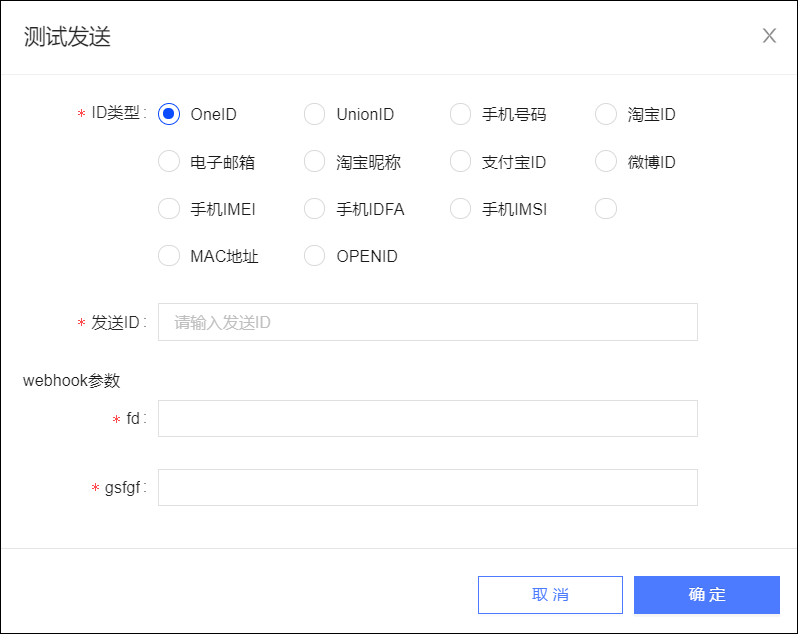 测试发送
* ID类型: OneID UnionID 手机号码 淘宝ID
电子邮箱 淘宝昵称 支付宝ID 微博ID
手机IMEI 手机IDFA 手机IMSI
MAC地址 OPENID
* 发送ID: 请输入发送ID
webhook参数
* fd:
* gsfgf:
取消 确定